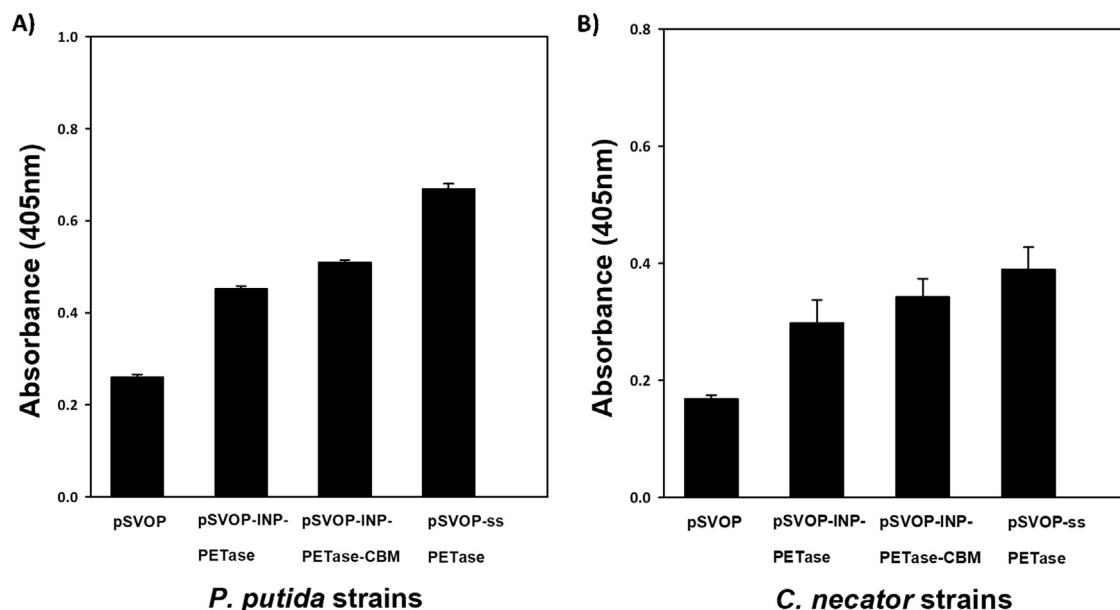 A)
Absorbance (405nm)
1.0
0.8
0.6
0.4
0.2
0.0
pSVOP pSVOP-INP- pSVOP-INP- pSVOP-ss
PETase PETase-CBM PETase
P. putida strains
B)
Absorbance (405nm)
0.8
0.6
0.4
0.2
0.0
pSVOP pSVOP-INP- pSVOP-INP- pSVOP-ss
PETase PETase-CBM PETase
C. necator strains